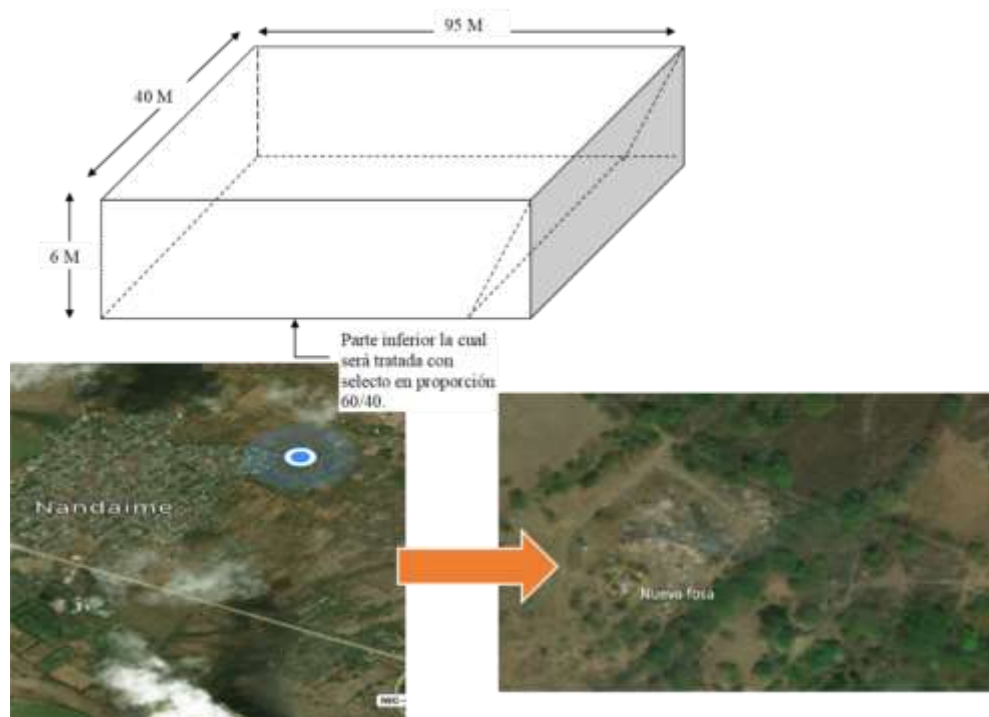 95 M
40 M
6 M
Parte inferior la cual
será tratada con
selecto en proporción
60/40.
Nandaime
Nueva fosa